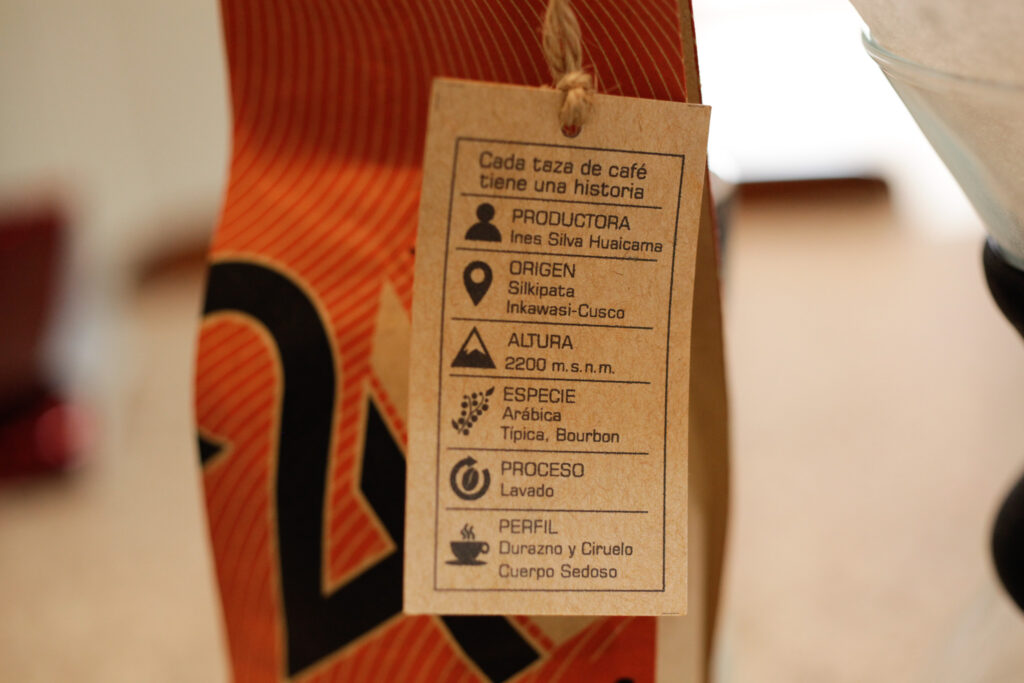 Cada taza de café
tiene una historia
PRODUCTORA
Ines Silva Huaicama
ORIGEN
Silkipata
Inkawasi-Cusco
ALTURA
2200 m.s.n.m.
ESPECIE
Arábica
Típica, Bourbon
PROCESO
Lavado
PERFIL
Durazno y Ciruelo
Cuerpo Sedoso